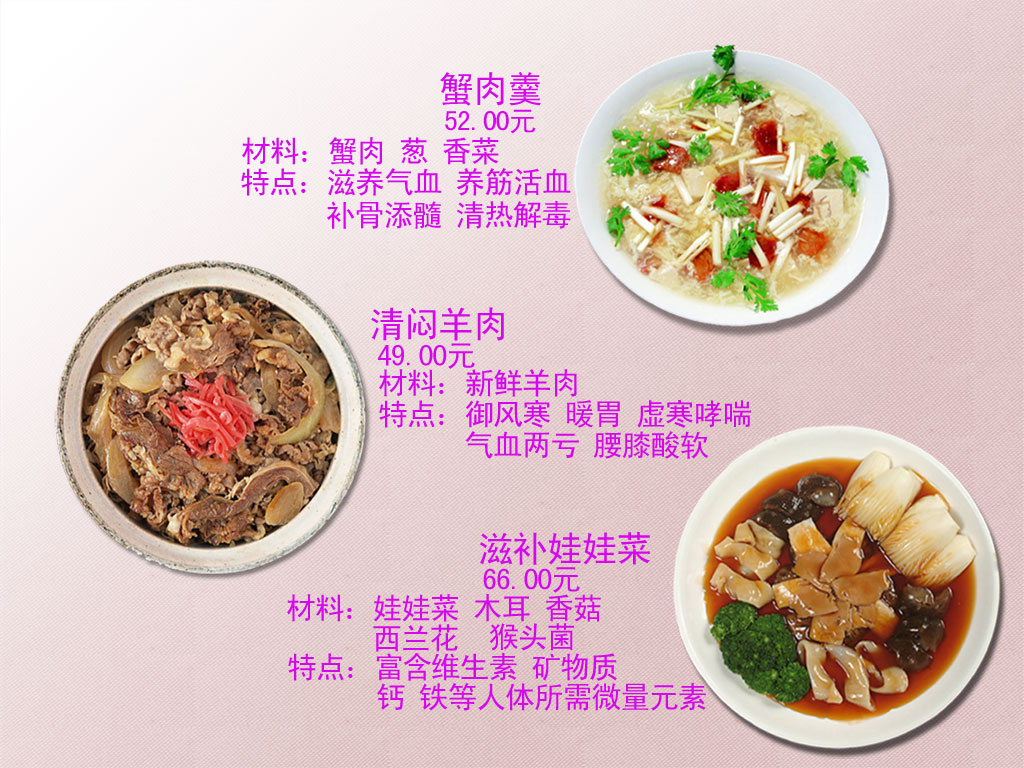 蟹肉羹
52.00元
材料：蟹肉 葱 香菜
特点：滋养气血 养筋活血
补骨添髓 清热解毒
清闷羊肉
49.00元
材料：新鲜羊肉
特点：御风寒 暖胃 虚寒哮喘
气血两亏 腰膝酸软
滋补娃娃菜
66.00元
材料：娃娃菜 木耳 香菇
西兰花 猴头菌
特点：富含维生素 矿物质
钙 铁等人体所需微量元素